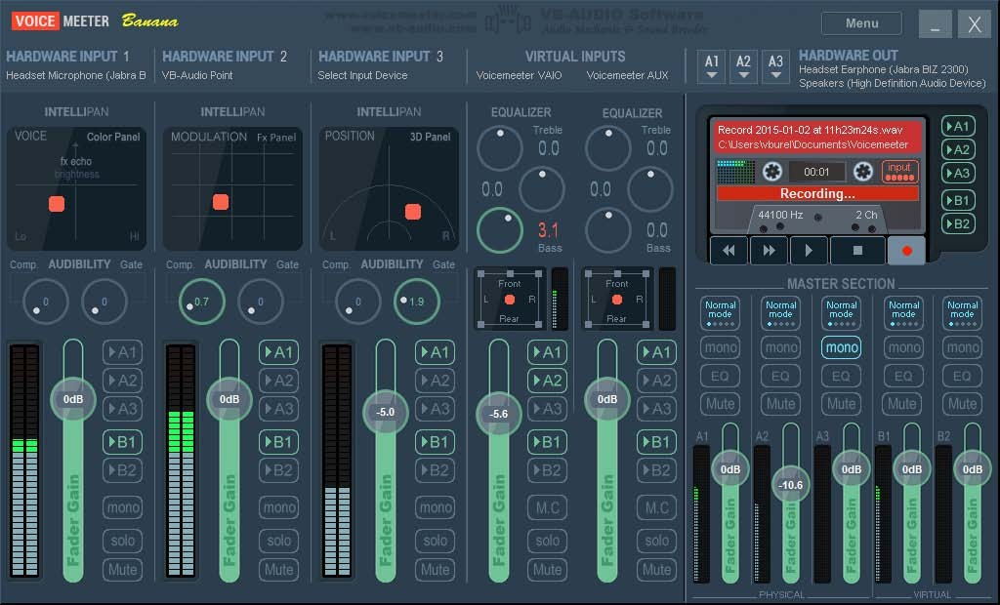 VOICE MEETER Banana
www.voicemeeter.com
www.vb-audio.com
VB-AUDIO Software
Audio Mechanic & Sound Breeder
Menu
HARDWARE INPUT 1
Headset Microphone (Jabra B
HARDWARE INPUT 2
VB-Audio Point
HARDWARE INPUT 3
Select Input Device
VIRTUAL INPUTS
Voicemeeter VAIO
Voicemeeter AUX
A1 A2 A3
HARDWARE OUT
Headset Earphone (Jabra BIZ 2300)
Speakers (High Definition Audio Device)
INTELLIPAN
VOICE Color Panel
fx echo
brightness
Lo Hi
INTELLIPAN
MODULATION Fx Panel
INTELLIPAN
POSITION 3D Panel
L R
EQUALIZER
Treble
0.0
0.0
3.1
Bass
EQUALIZER
Treble
0.0
0.0
0.0
Bass
Record 2015-01-02 at 11h23m24s.wav
C:\Users\vburel\Documents\Voicemeeter
00:01
input
Recording...
44100 Hz 2 Ch
A1
A2
A3
B1
B2
Comp. AUDIBILITY Gate
0 0
Comp. AUDIBILITY Gate
0.7 0
Comp. AUDIBILITY Gate
0 1.9
Front
L R
Rear
Front
L R
Rear
0dB
Fader Gain
A1
A2
A3
B1
B2
mono
solo
Mute
0dB
Fader Gain
A1
A2
A3
B1
B2
mono
solo
Mute
-5.0
Fader Gain
A1
A2
A3
B1
B2
mono
solo
Mute
-5.6
Fader Gain
A1
A2
A3
B1
B2
M.C
solo
Mute
0dB
Fader Gain
A1
A2
A3
B1
B2
M.C
solo
Mute
MASTER SECTION
Normal mode
mono
EQ
Mute
A1
0dB
Fader Gain
Normal mode
mono
EQ
Mute
A2
-10.6
Fader Gain
Normal mode
mono
EQ
Mute
A3
0dB
Fader Gain
Normal mode
mono
EQ
Mute
B1
0dB
Fader Gain
Normal mode
mono
EQ
Mute
B2
0dB
Fader Gain
PHYSICAL
VIRTUAL